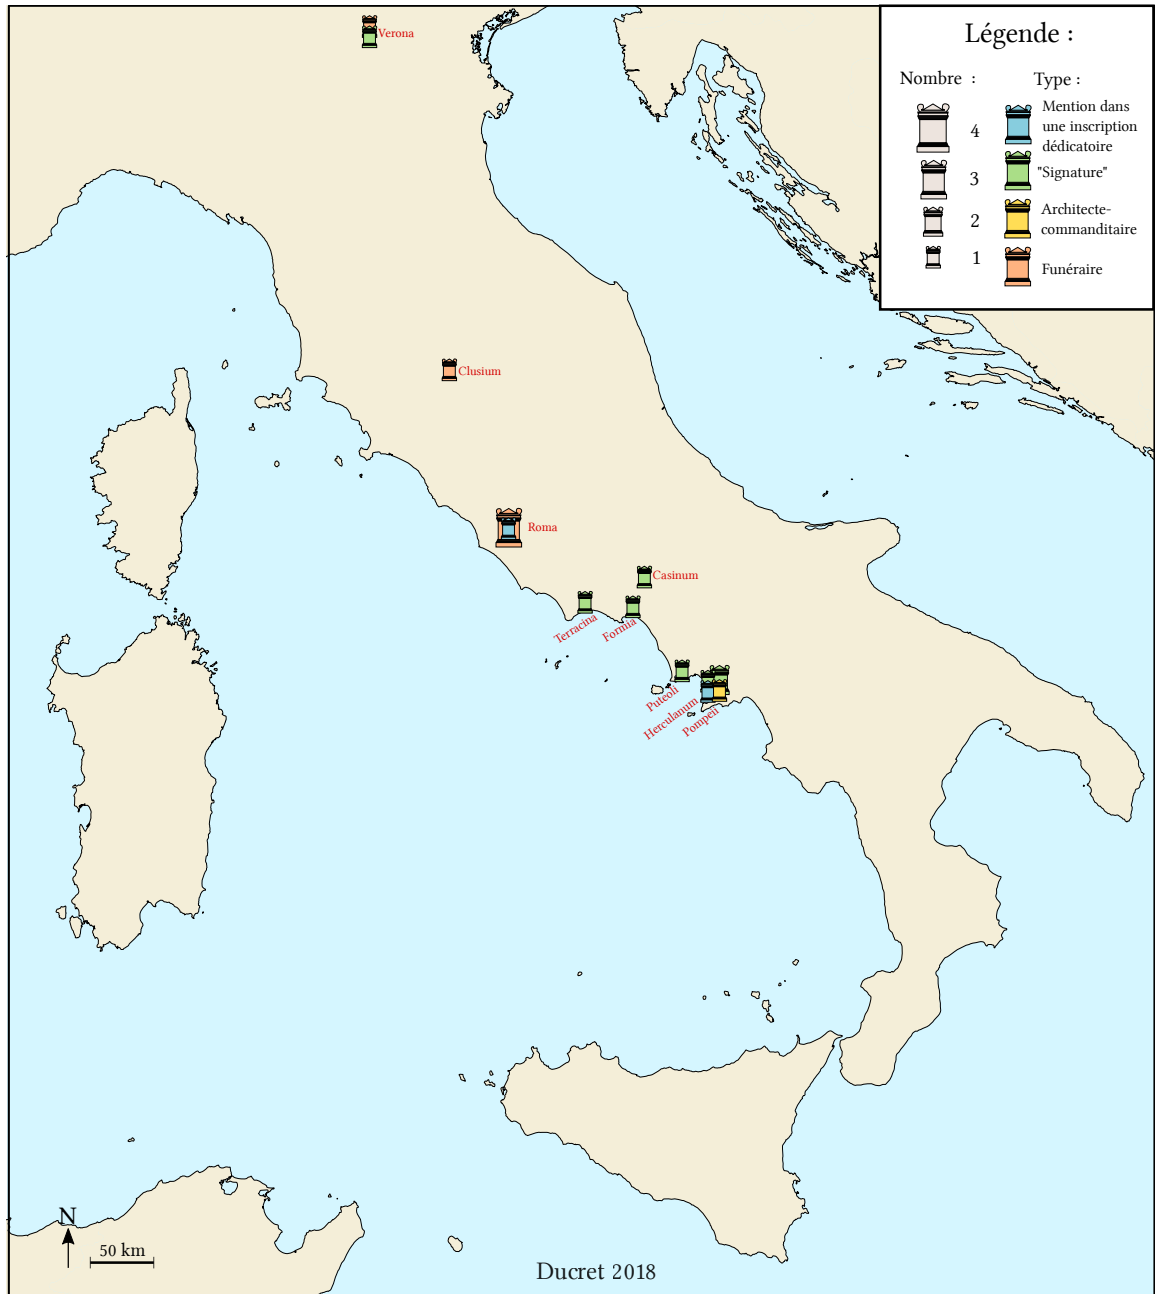 Légende :
Nombre :
Type :
4
3
2
1
Mention dans
une inscription
dédicatoire
"Signature"
Architecte-
commanditaire
Funéraire
Verona
Clusium
Roma
Casinum
Terracina
Formia
Puteoli
Herculanum
Pompeii
N
50 km
Ducret 2018